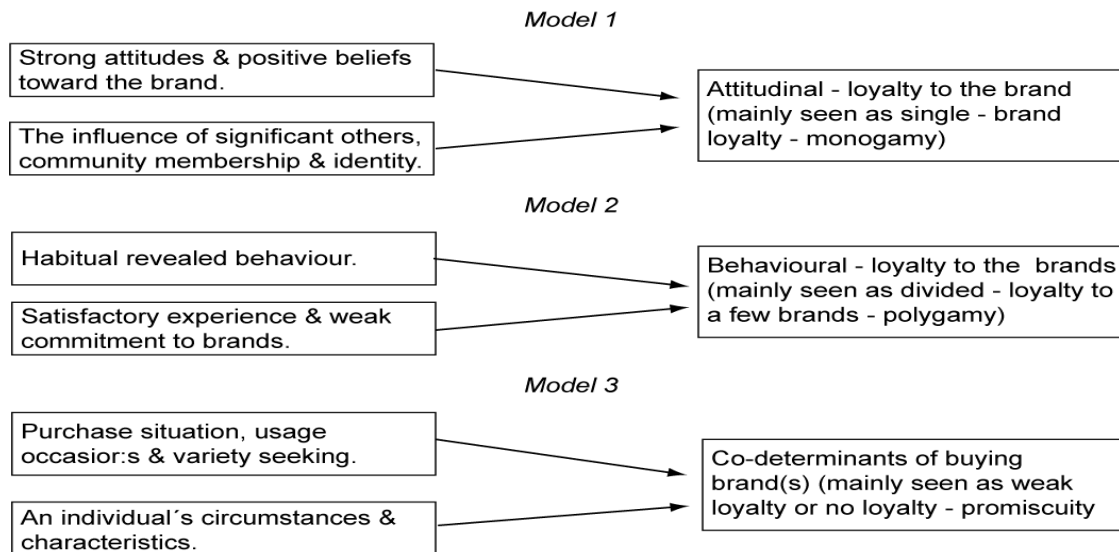 Model 1
Strong attitudes & positive beliefs
toward the brand.
The influence of significant others,
community membership & identity.
Attitudinal - loyalty to the brand
(mainly seen as single - brand
loyalty - monogamy)
Model 2
Habitual revealed behaviour.
Satisfactory experience & weak
commitment to brands.
Behavioural - loyalty to the  brands
(mainly seen as divided - loyalty to
a few brands - polygamy)
Model 3
Purchase situation, usage
occasior:s & variety seeking.
An individual´s circumstances &
characteristics.
Co-determinants of buying
brand(s) (mainly seen as weak
loyalty or no loyalty - promiscuity